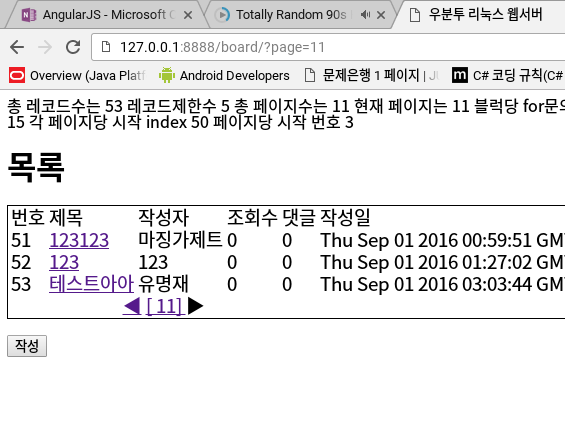 AngularJS - Microsoft
Totally Random 90s
우분투 리눅스 웹서버
127.0.0.1:8888/board/?page=11
Overview (Java Platf
Android Developers
문제은행 1 페이지 |
C# 코딩 규칙(C#
총 레코드수는 53 레코드제한수 5 총 페이지수는 11 현재 페이지는 11 블럭당 for문의
15 각 페이지당 시작 index 50 페이지당 시작 번호 3
목록
번호 제목 작성자 조회수 댓글 작성일
51 123123 마징가제트 0 0 Thu Sep 01 2016 00:59:51 GM
52 123 123 0 0 Thu Sep 01 2016 01:27:02 GM
53 테스트아아 유명재 0 0 Thu Sep 01 2016 03:03:44 GM
◀ [ 11] ▶
작성